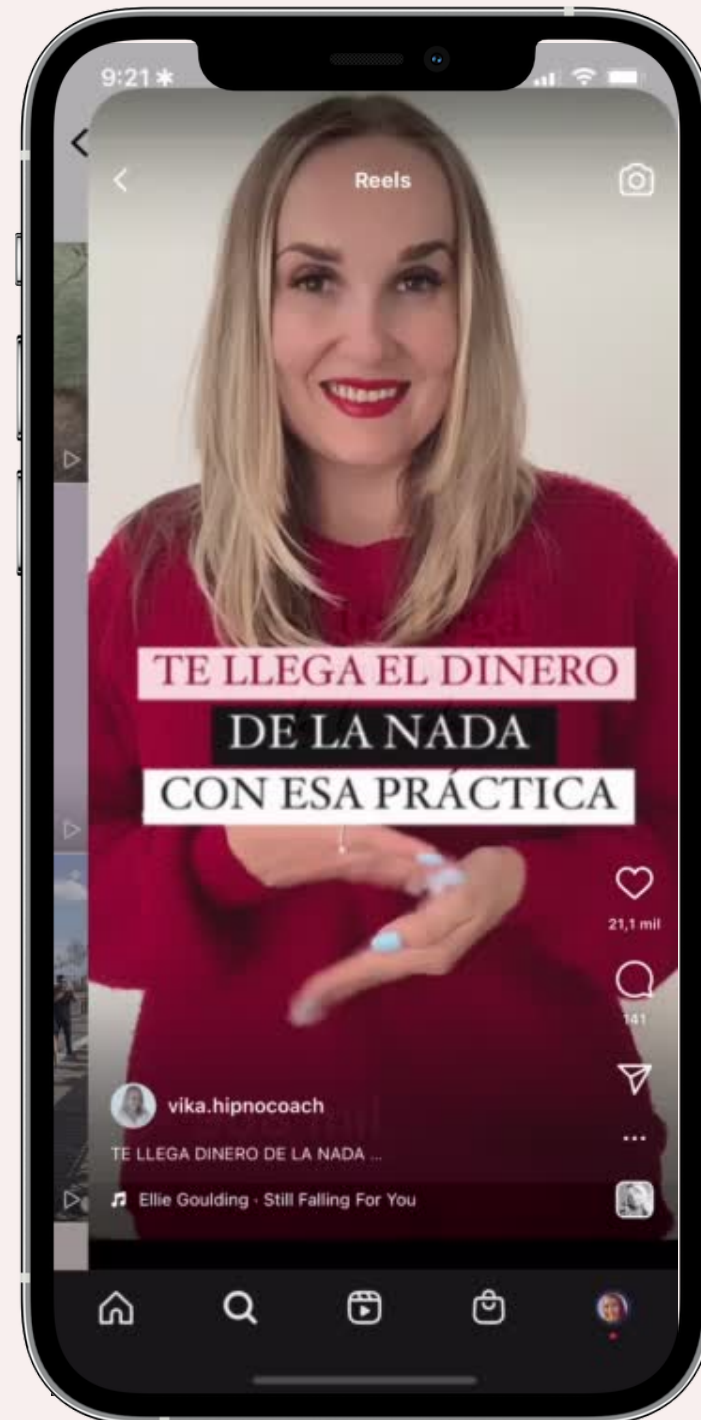 9:21
Reels
TE LLEGA EL DINERO
DE LA NADA
CON ESA PRÁCTICA
21,1 mil
141
vika.hipnocoach
TE LLEGA DINERO DE LA NADA ...
Ellie Goulding · Still Falling For You